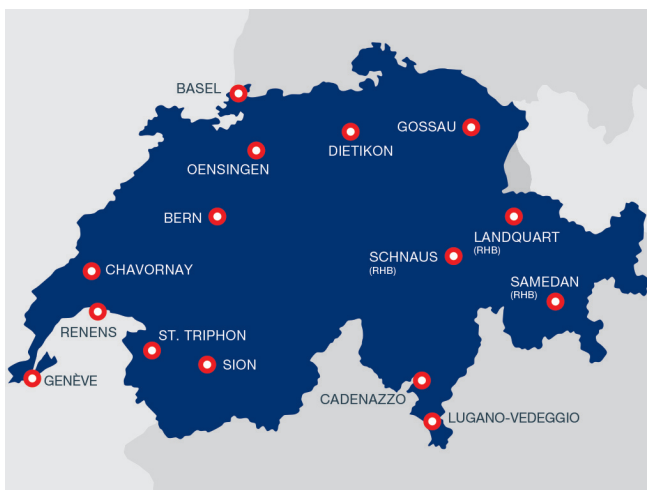 BASEL
GOSSAU
DIETIKON
OENSINGEN
BERN
LANDQUART
(RHB)
SCHNAUS
(RHB)
CHAVORNAY
SAMEDAN
(RHB)
RENENS
ST. TRIPHON
SION
GENÈVE
CADENAZZO
LUGANO-VEDEGGIO